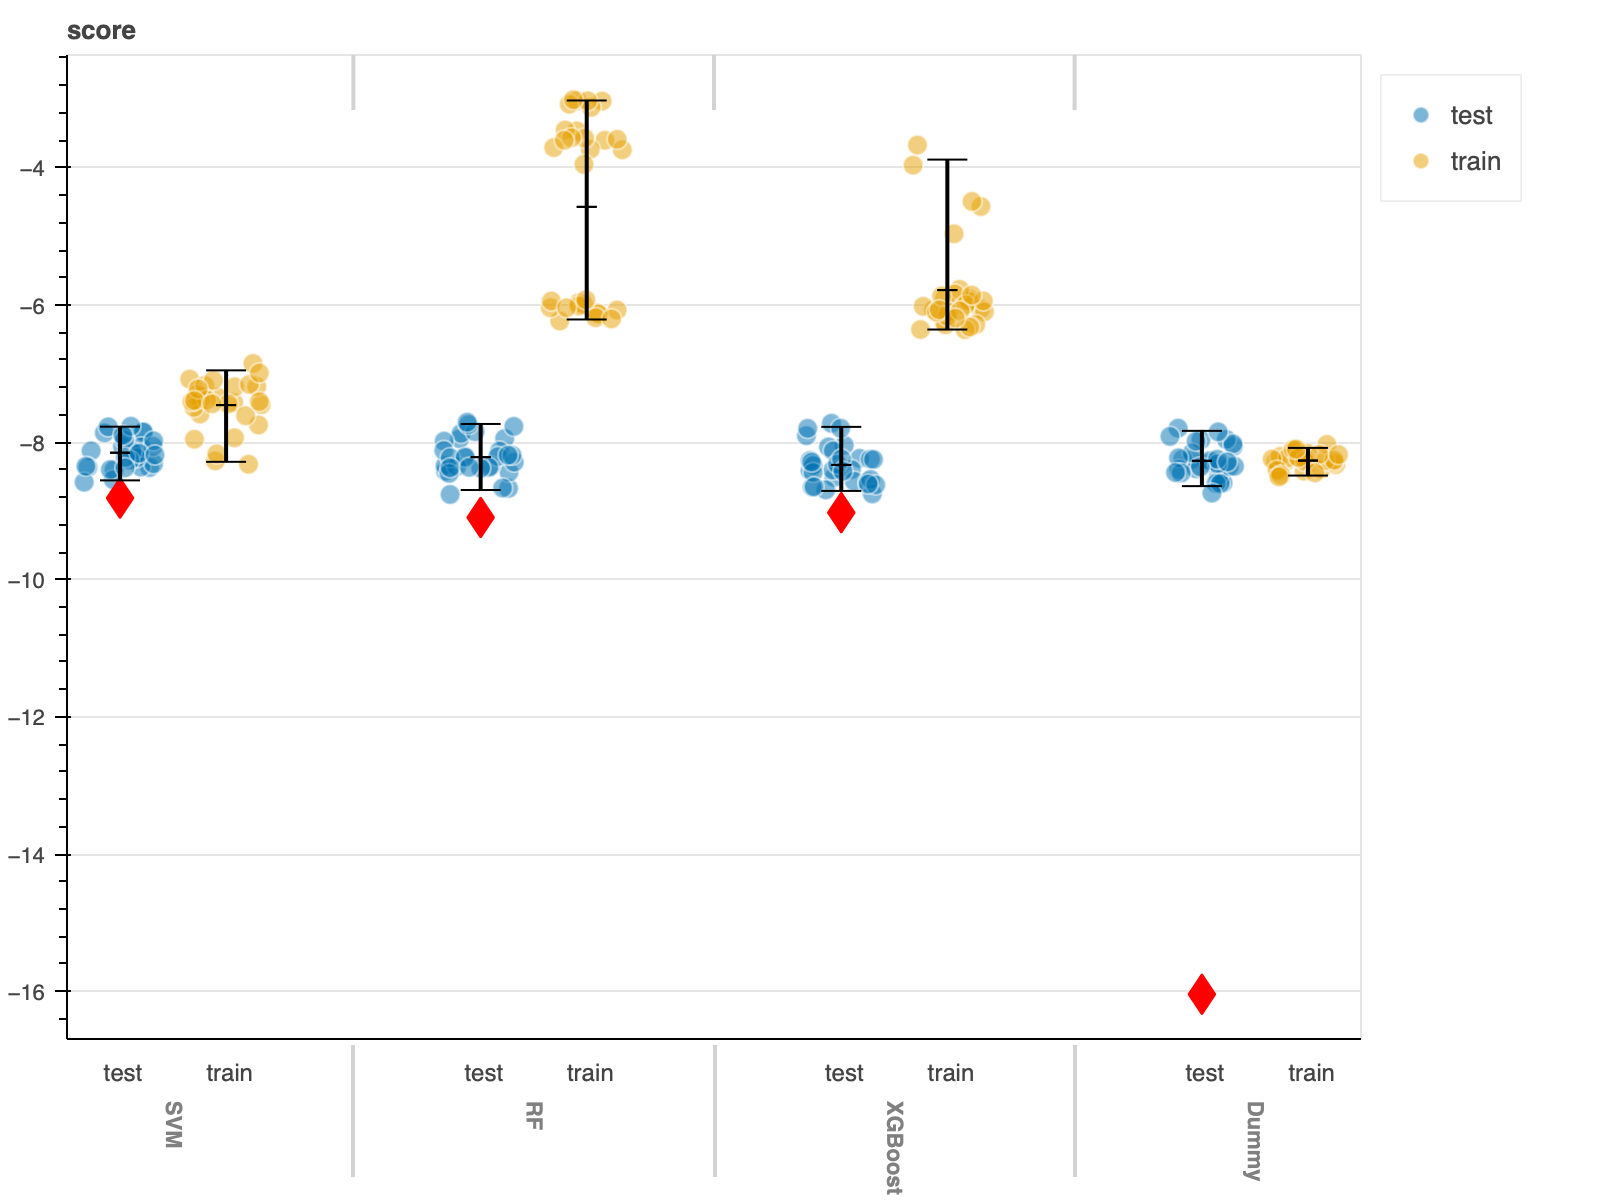 score
−4
−6
−8
−10
−12
−14
−16
test
train
test train test train test train test train
SVM RF XGBoost Dummy